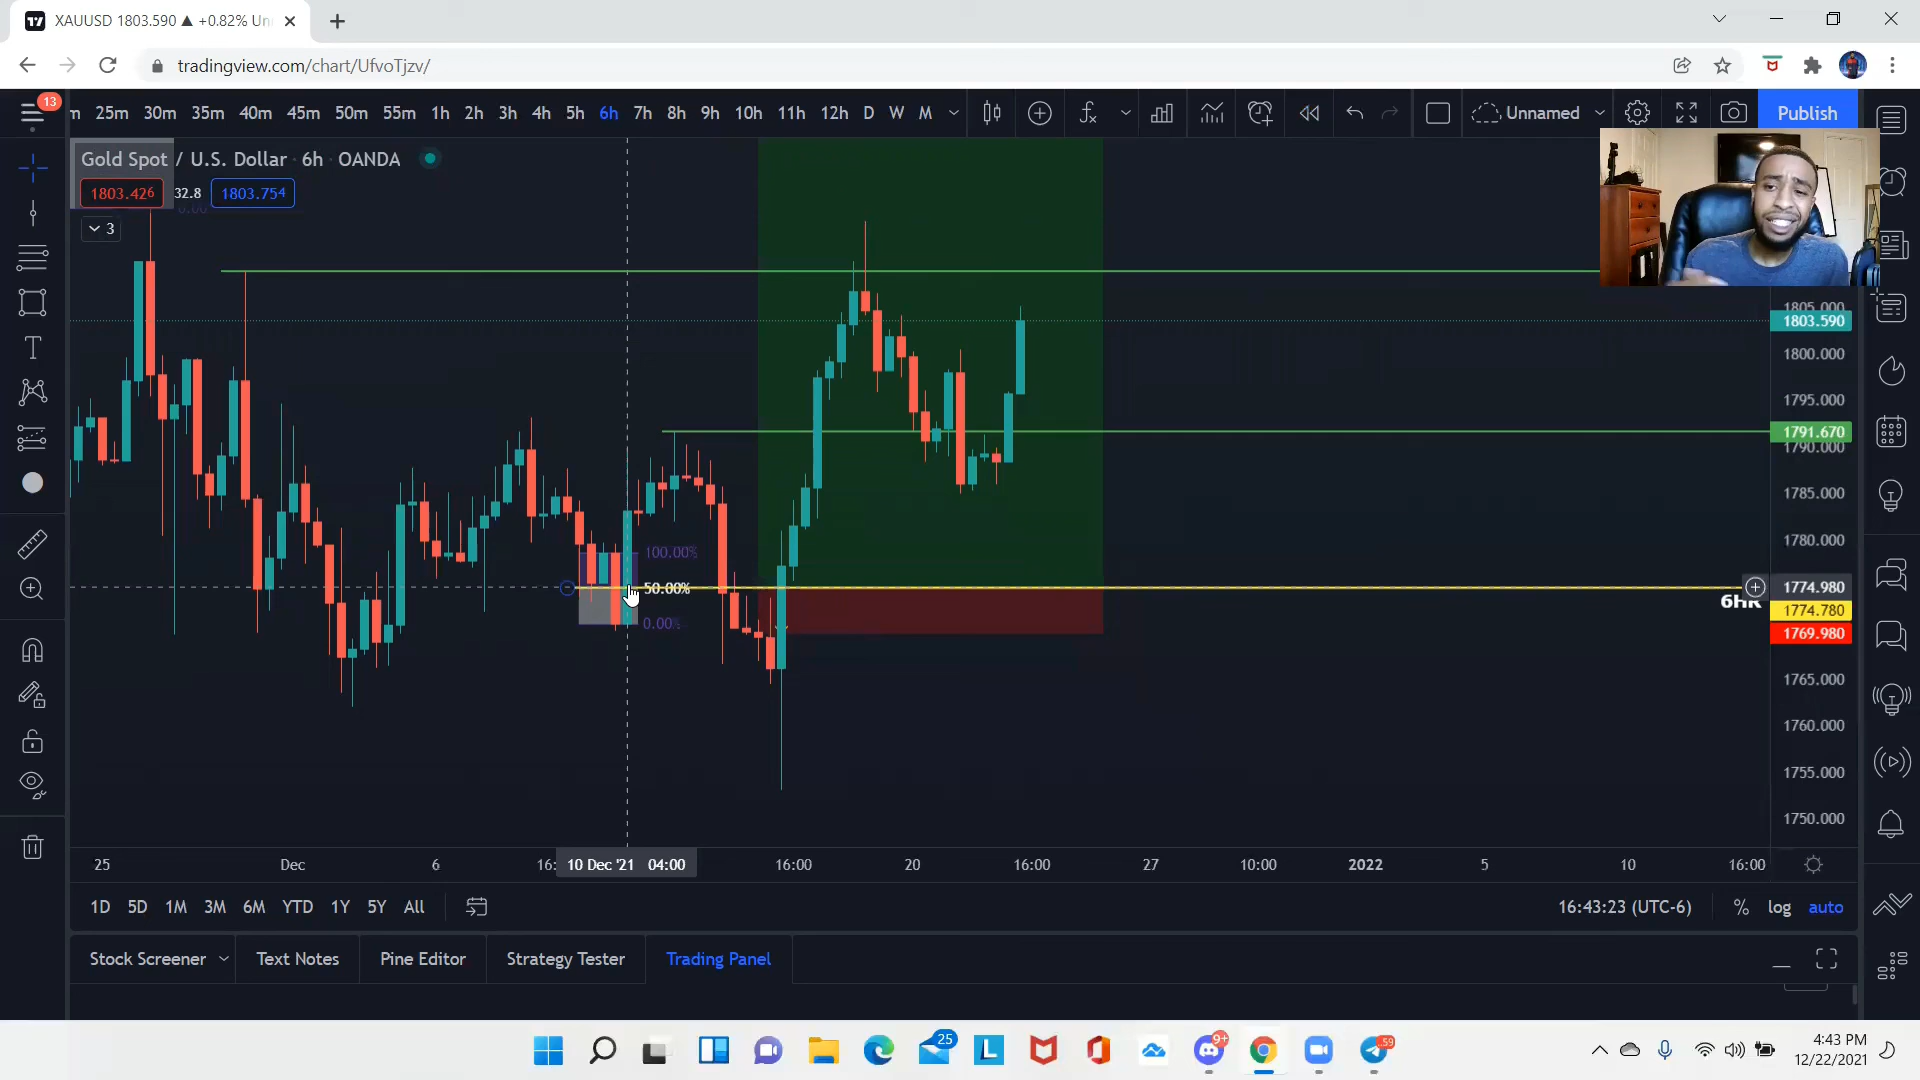 XAUUSD 1803.590 ▲ +0.82% Un
tradingview.com/chart/UfvoTjzv/
13
m 25m 30m 35m 40m 45m 50m 55m 1h 2h 3h 4h 5h 6h 7h 8h 9h 10h 11h 12h D W M
Unnamed
Publish
Gold Spot / U.S. Dollar · 6h · OANDA
1803.426 32.8 1803.754
0.00
3
1805.000
1803.590
1800.000
1795.000
1791.670
1790.000
1785.000
1780.000
100.00%
50.00%
0.00%
1774.980
6HR
1774.780
1769.980
1765.000
1760.000
1755.000
1750.000
25 Dec 6 16: 10 Dec '21 04:00 16:00 20 16:00 27 10:00 2022 5 10 16:00
1D 5D 1M 3M 6M YTD 1Y 5Y All
16:43:23 (UTC-6) % log auto
Stock Screener Text Notes Pine Editor Strategy Tester Trading Panel
25
9+
59
4:43 PM
12/22/2021